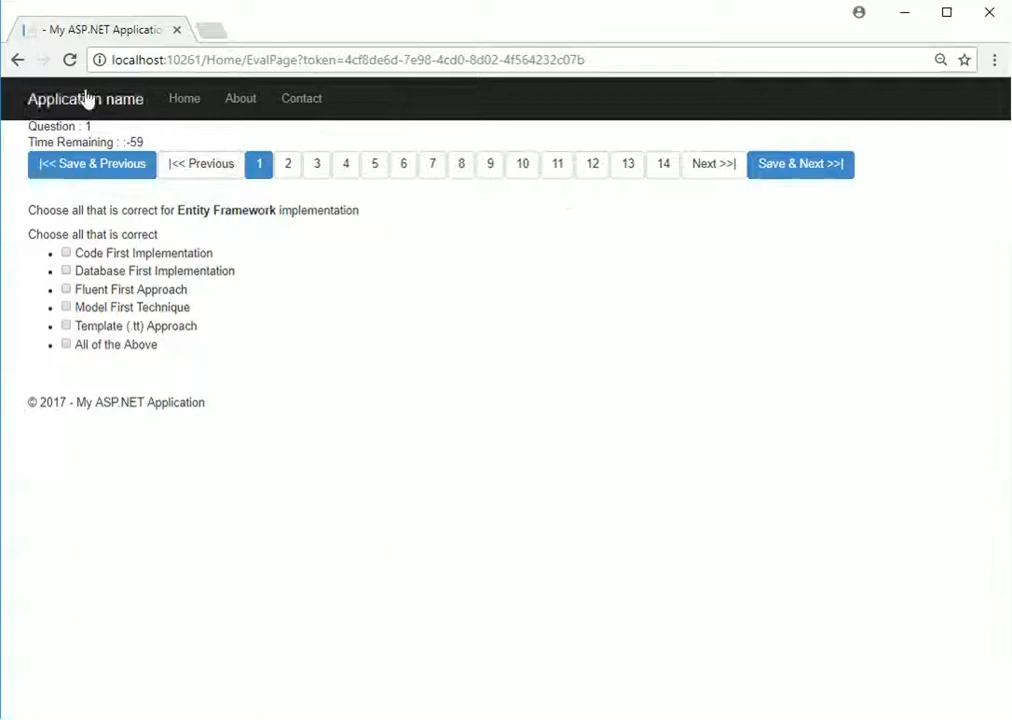 - My ASP.NET Applicatio
localhost:10261/Home/EvalPage?token=4cf8de6d-7e98-4cd0-8d02-4f564232c07b
Application name Home About Contact
Question : 1
Time Remaining : :-59
|<< Save & Previous |<< Previous 1 2 3 4 5 6 7 8 9 10 11 12 13 14 Next >>| Save & Next >>|
Choose all that is correct for Entity Framework implementation
Choose all that is correct
Code First Implementation
Database First Implementation
Fluent First Approach
Model First Technique
Template (.tt) Approach
All of the Above
© 2017 - My ASP.NET Application